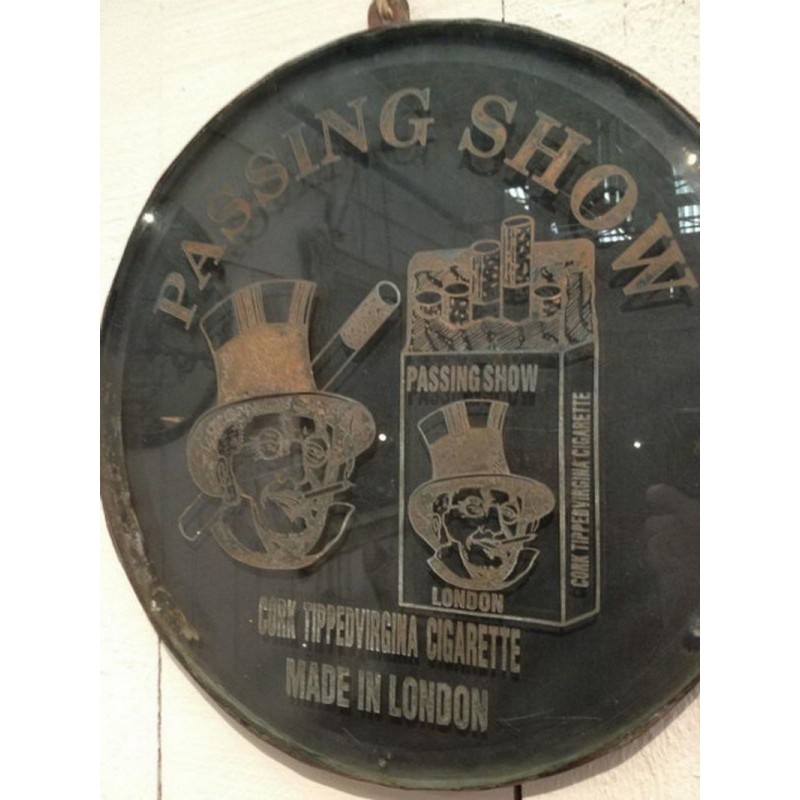 PASSING SHOW
PASSING SHOW
LONDON
CORK TIPPEDVIRGINA CIGARETTE
CORK TIPPEDVIRGINA CIGARETTE
MADE IN LONDON